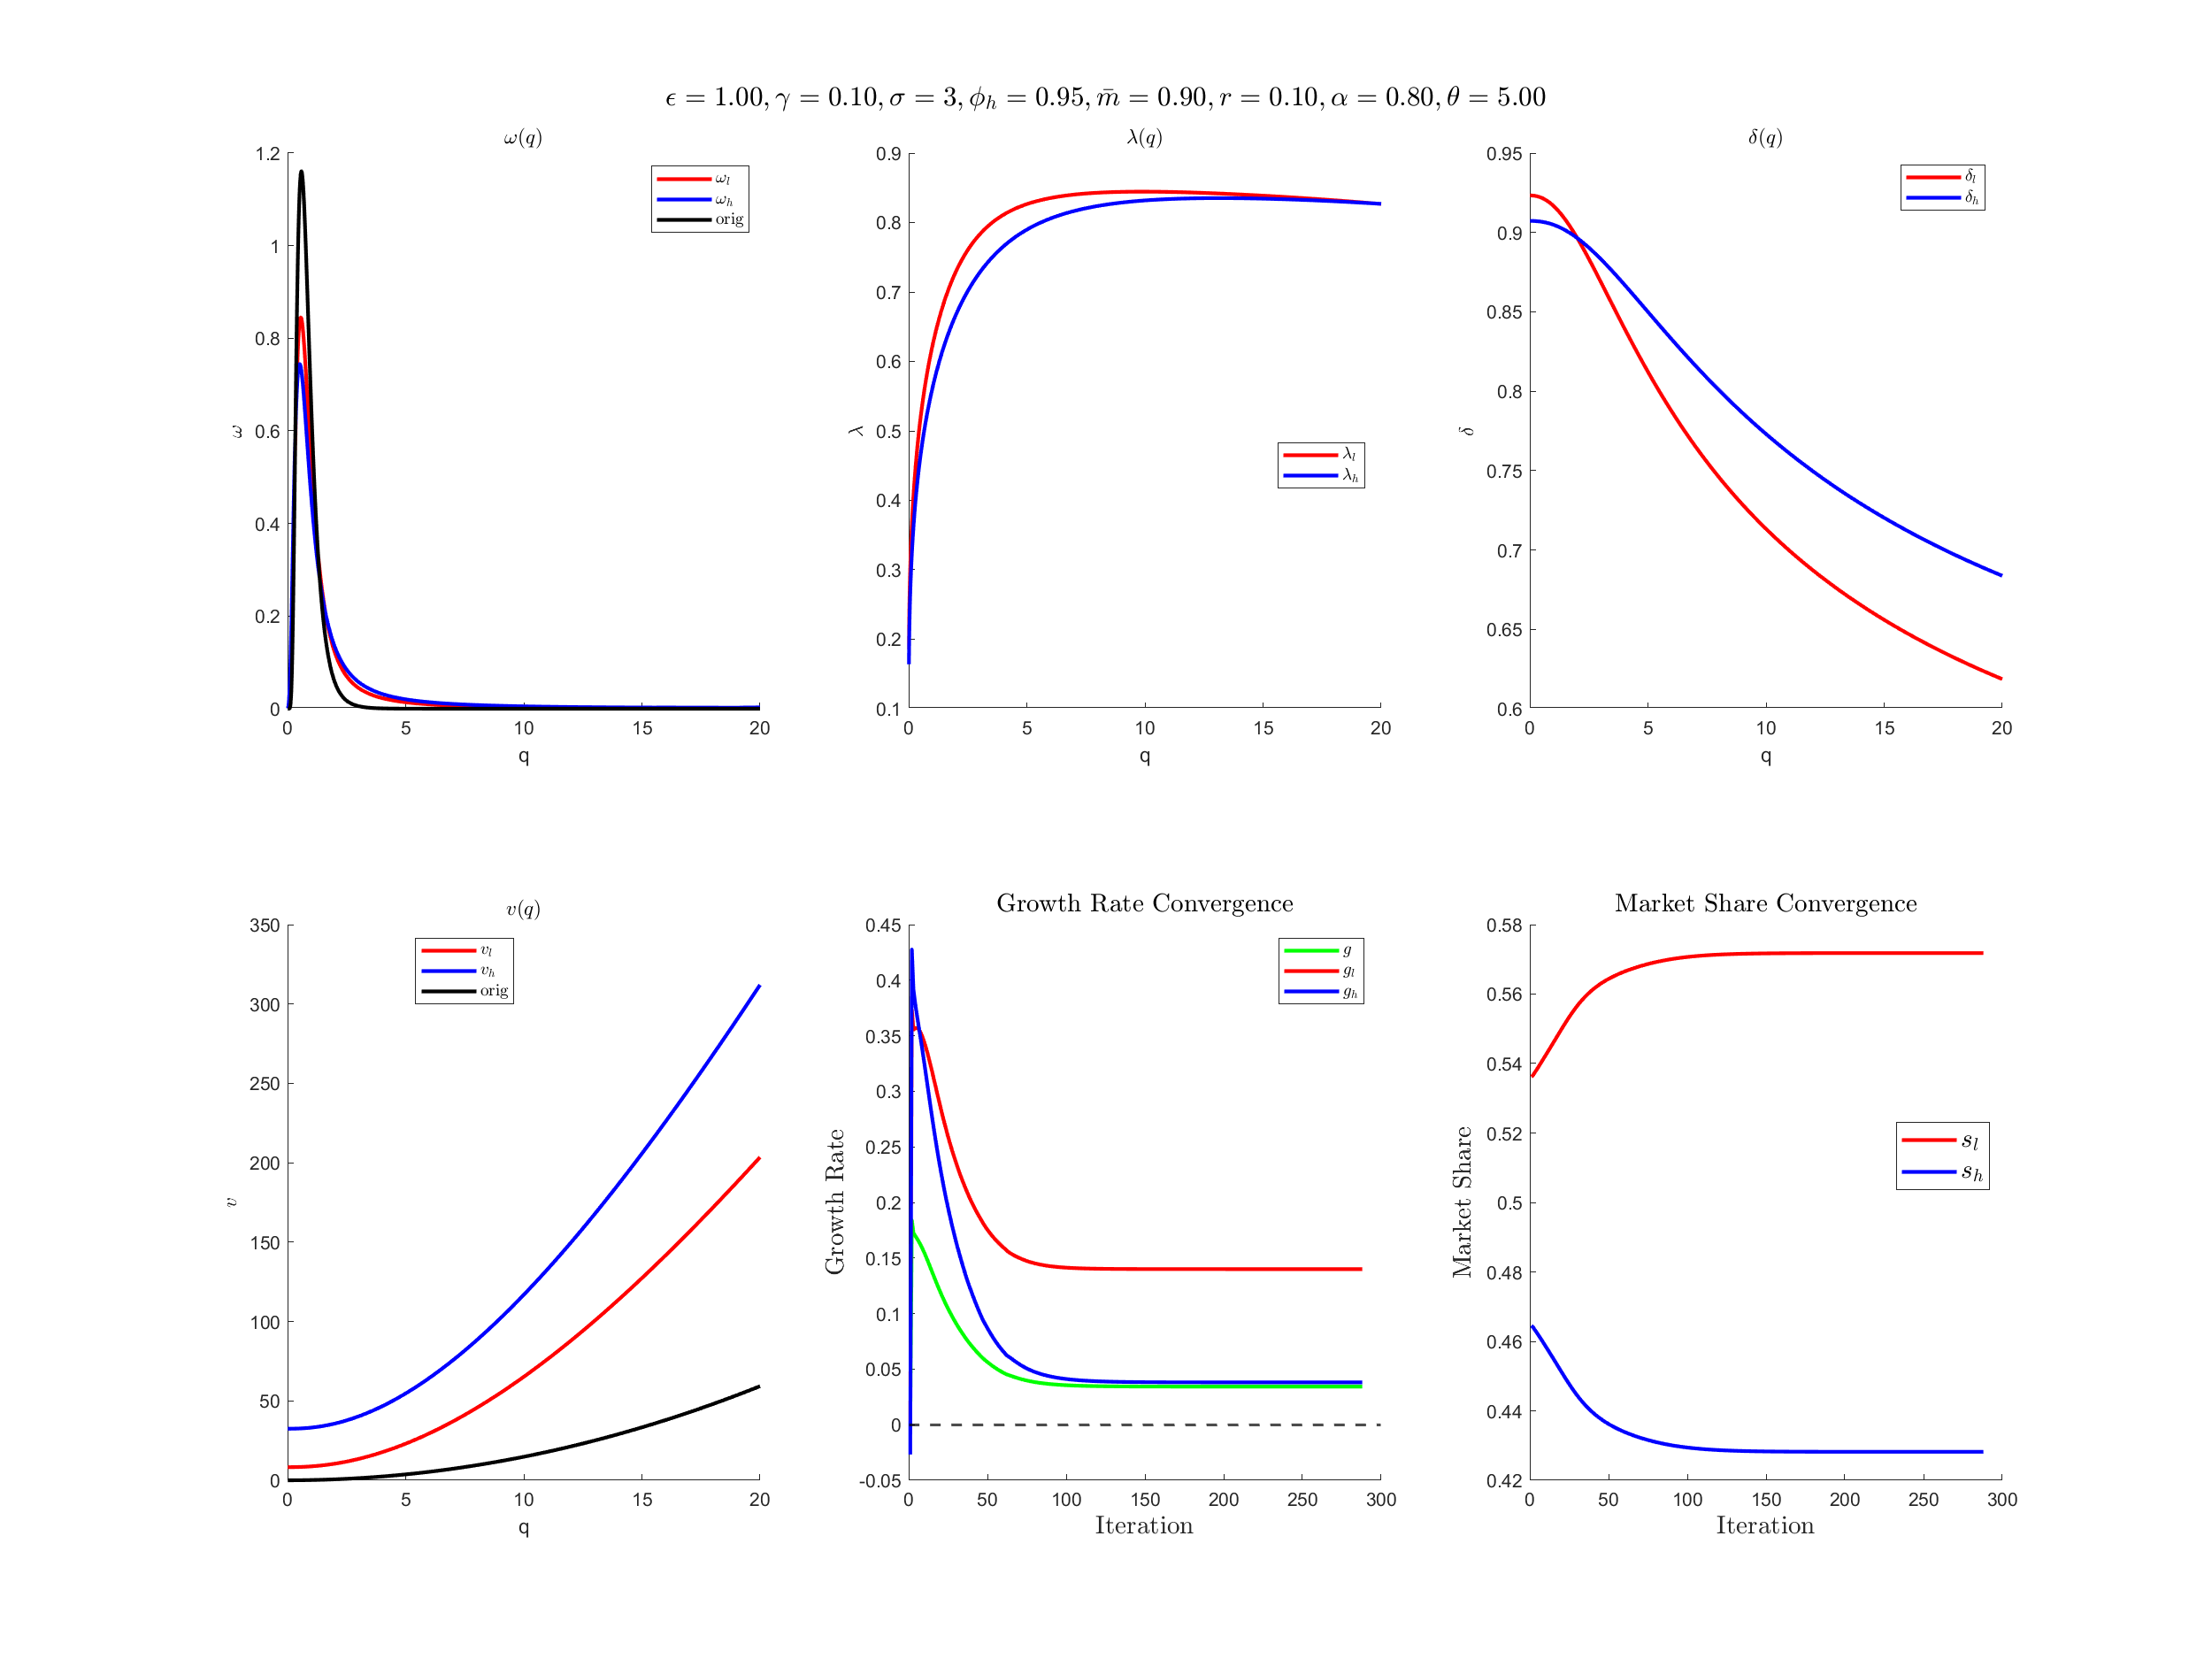 ϵ = 1.00, γ = 0.10, σ = 3, ϕ_h = 0.95, m̄ = 0.90, r = 0.10, α = 0.80, θ = 5.00
ω(q)
1.2
1
0.8
0.6
0.4
0.2
0
ω
0 5 10 15 20
q
ω_l
ω_h
orig
λ(q)
0.9
0.8
0.7
0.6
0.5
0.4
0.3
0.2
0.1
λ
0 5 10 15 20
q
λ_l
λ_h
δ(q)
0.95
0.9
0.85
0.8
0.75
0.7
0.65
0.6
δ
0 5 10 15 20
q
δ_l
δ_h
v(q)
350
300
250
200
150
100
50
0
v
0 5 10 15 20
q
v_l
v_h
orig
Growth Rate Convergence
0.45
0.4
0.35
0.3
0.25
0.2
0.15
0.1
0.05
0
-0.05
Growth Rate
0 50 100 150 200 250 300
Iteration
g
g_l
g_h
Market Share Convergence
0.58
0.56
0.54
0.52
0.5
0.48
0.46
0.44
0.42
Market Share
0 50 100 150 200 250 300
Iteration
s_l
s_h